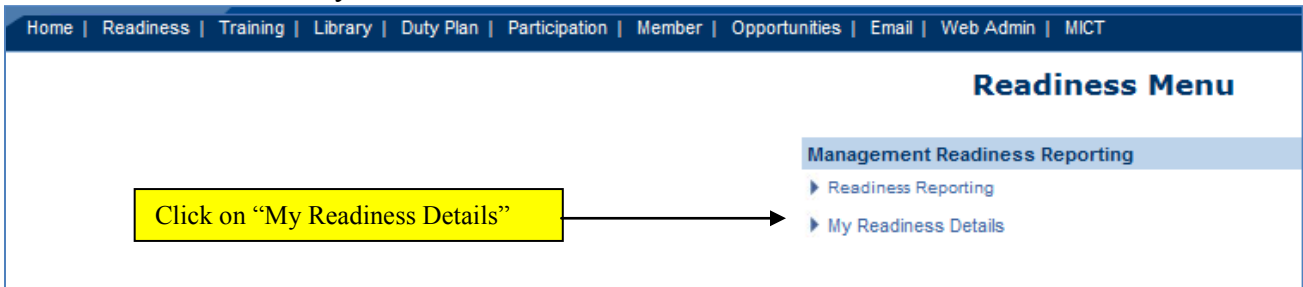 Home | Readiness | Training | Library | Duty Plan | Participation | Member | Opportunities | Email | Web Admin | MICT
Readiness Menu
Management Readiness Reporting
Readiness Reporting
Click on “My Readiness Details”
My Readiness Details